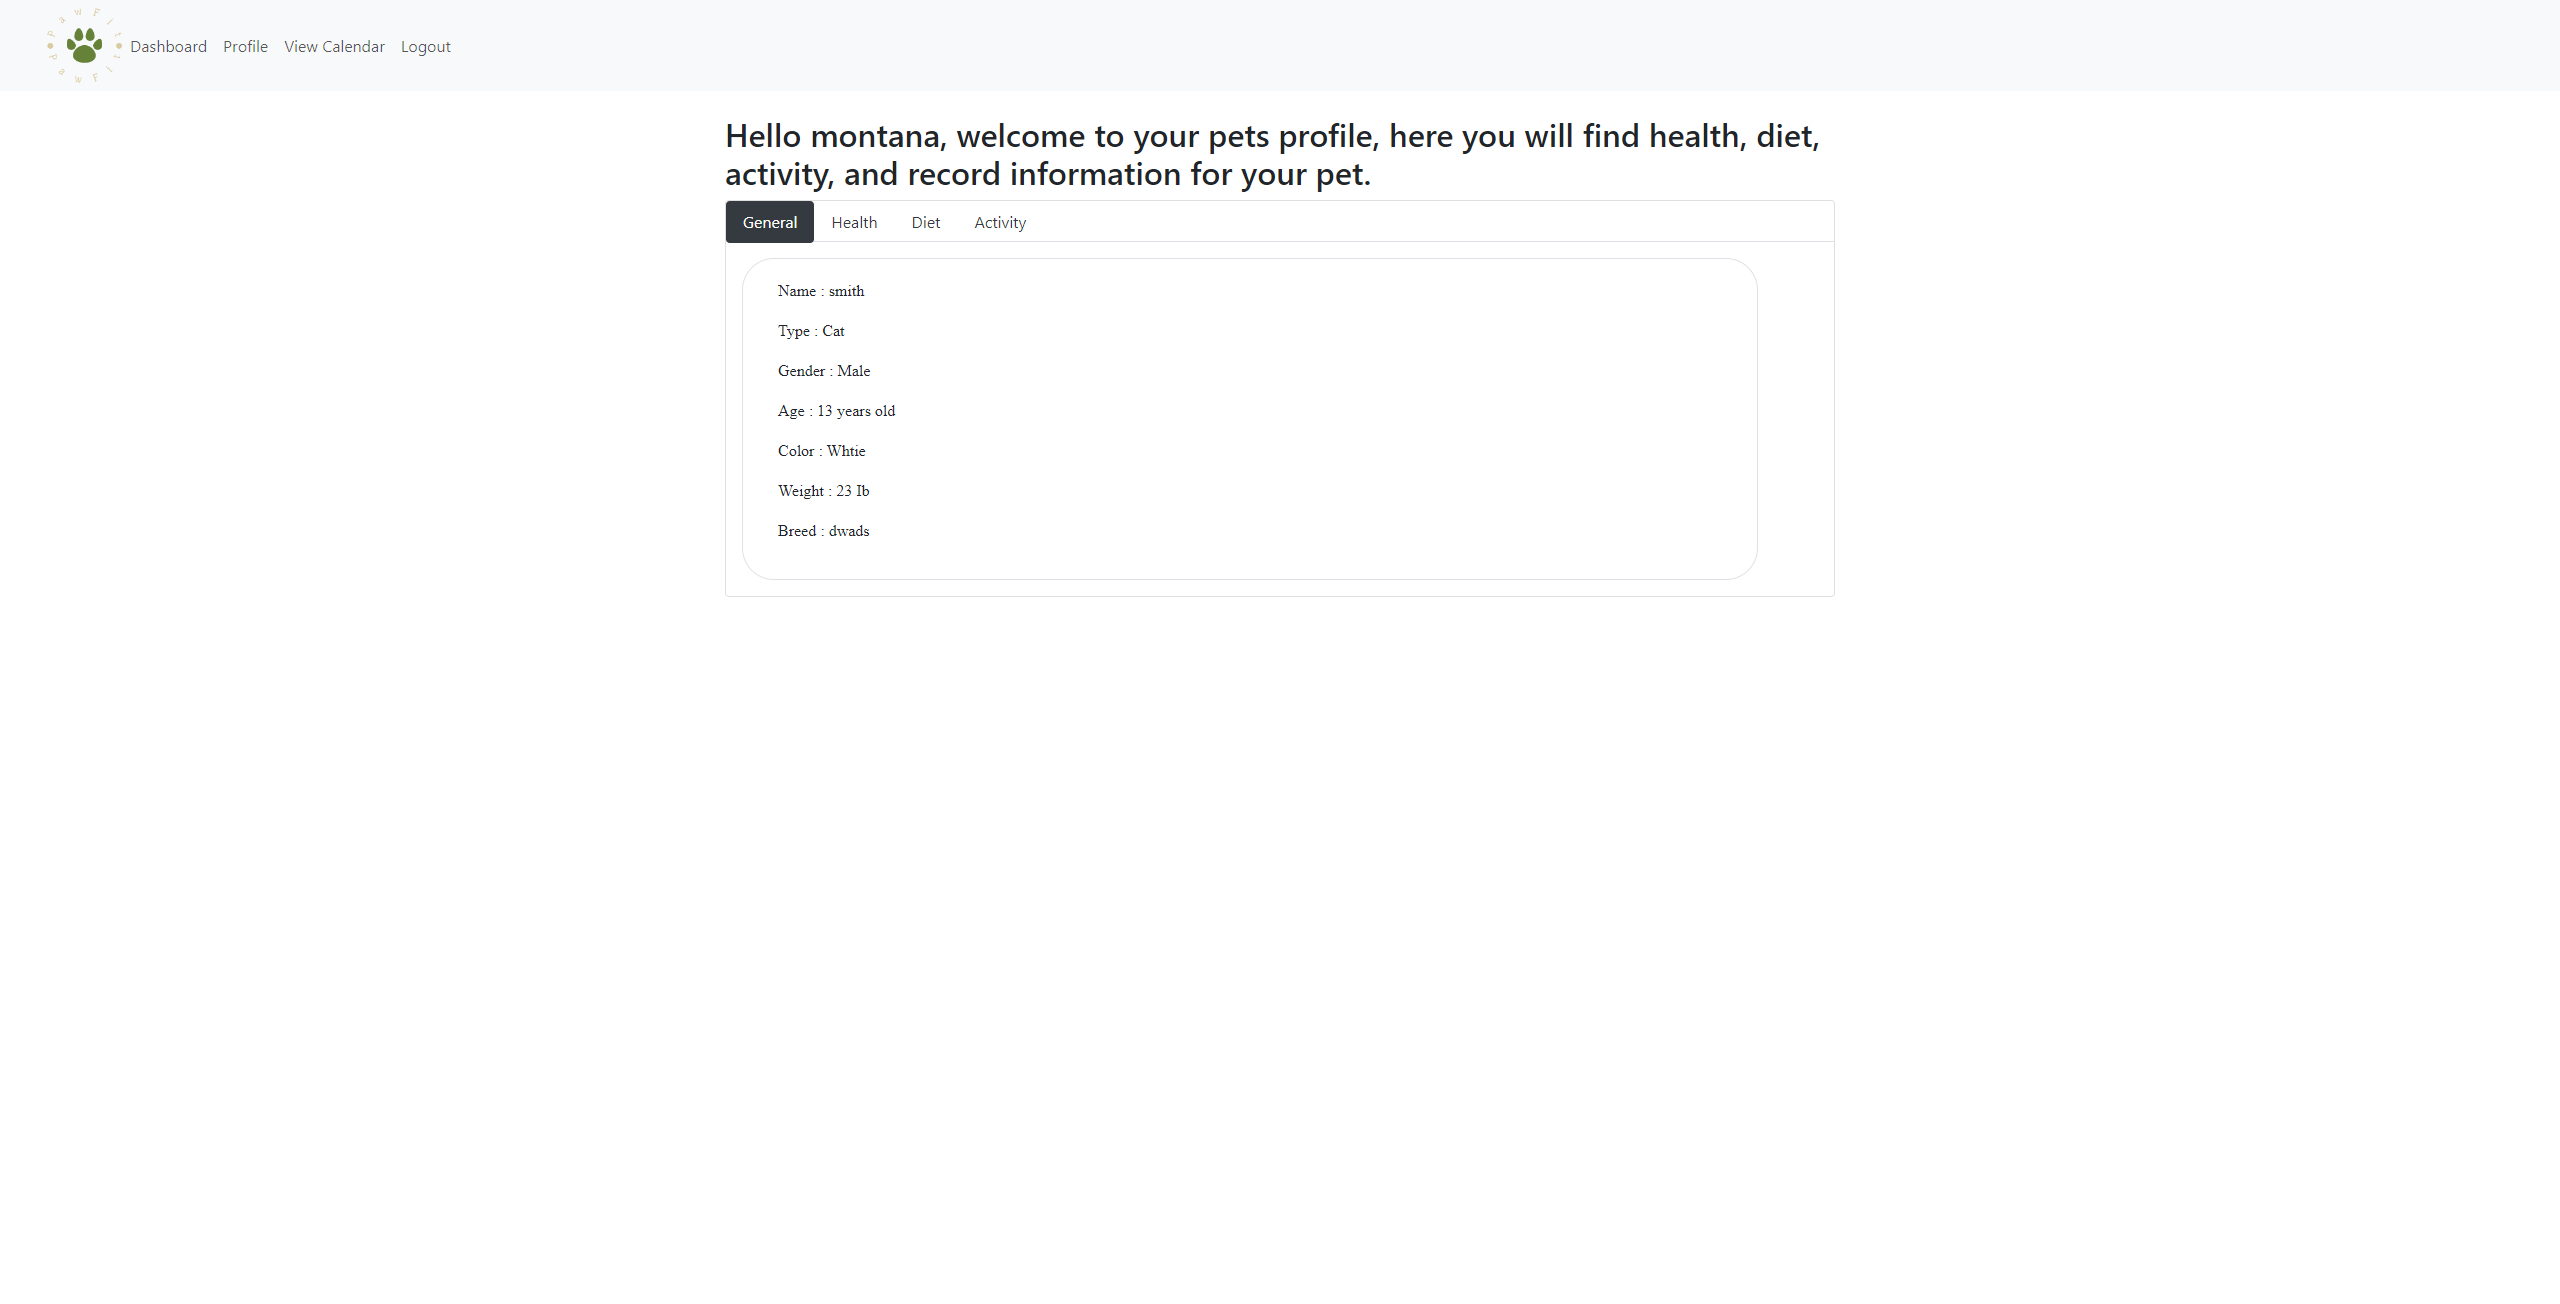 PawFit
PawFit
Dashboard Profile View Calendar Logout
Hello montana, welcome to your pets profile, here you will find health, diet,
activity, and record information for your pet.
General Health Diet Activity
Name : smith
Type : Cat
Gender : Male
Age : 13 years old
Color : Whtie
Weight : 23 Ib
Breed : dwads